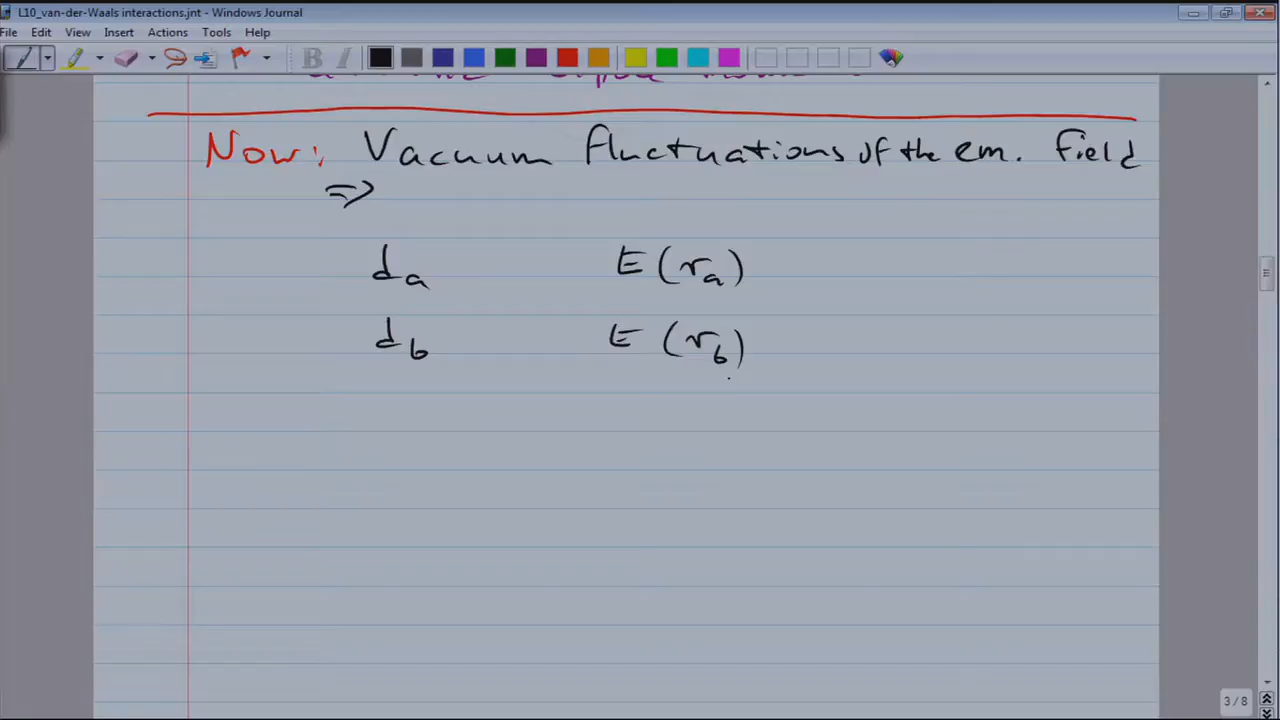 L10_van-der-Waals interactions.jnt - Windows Journal
File Edit View Insert Actions Tools Help
B I
Now: Vacuum fluctuations of the em. field
=>
d_a E(r_a)
d_b E(r_b)
3 / 8